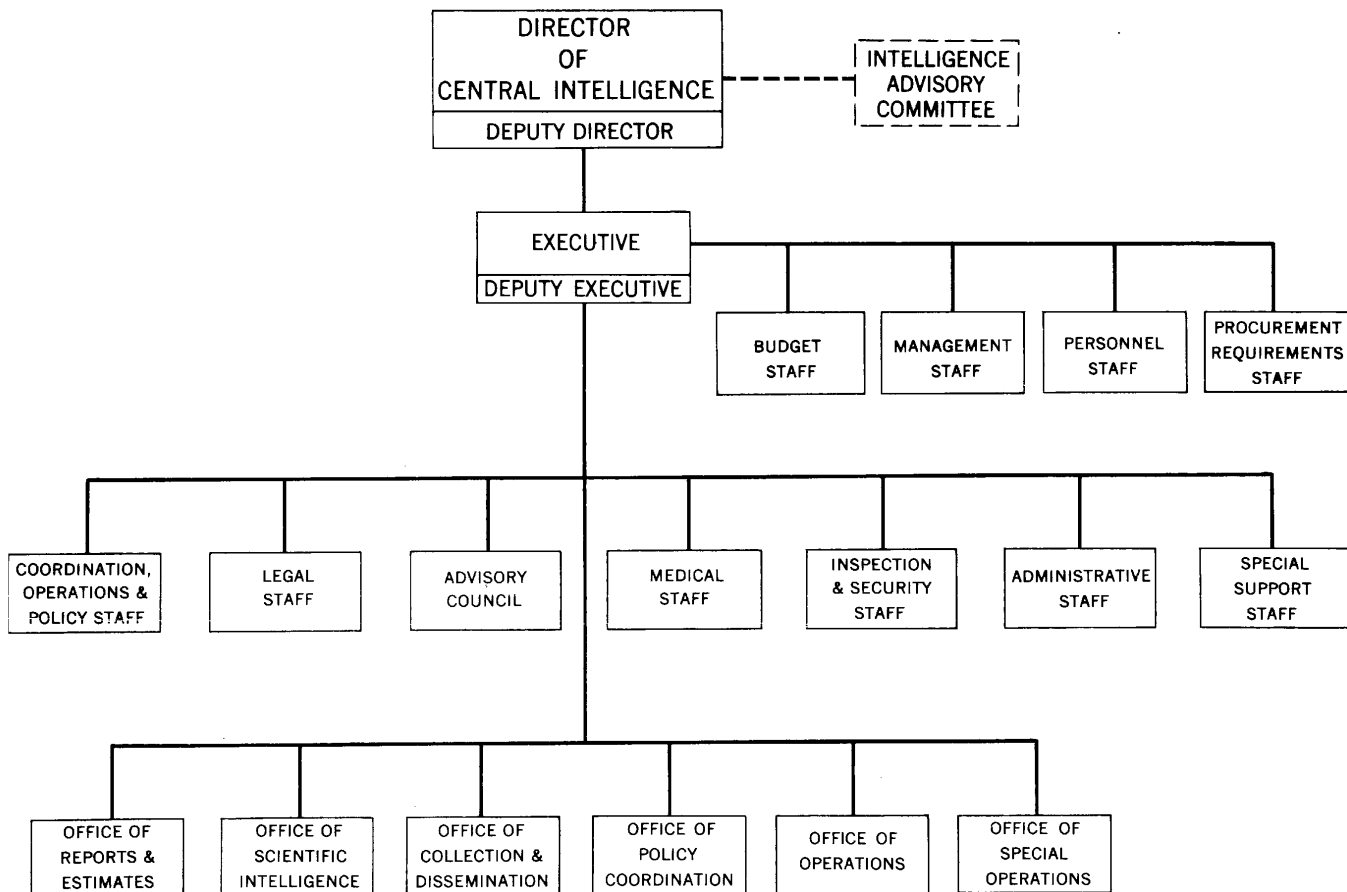 DIRECTOR
OF
CENTRAL INTELLIGENCE
DEPUTY DIRECTOR
INTELLIGENCE
ADVISORY
COMMITTEE
EXECUTIVE
DEPUTY EXECUTIVE
BUDGET
STAFF
MANAGEMENT
STAFF
PERSONNEL
STAFF
PROCUREMENT
REQUIREMENTS
STAFF
COORDINATION,
OPERATIONS &
POLICY STAFF
LEGAL
STAFF
ADVISORY
COUNCIL
MEDICAL
STAFF
INSPECTION
& SECURITY
STAFF
ADMINISTRATIVE
STAFF
SPECIAL
SUPPORT
STAFF
OFFICE OF
REPORTS &
ESTIMATES
OFFICE OF
SCIENTIFIC
INTELLIGENCE
OFFICE OF
COLLECTION &
DISSEMINATION
OFFICE OF
POLICY
COORDINATION
OFFICE OF
OPERATIONS
OFFICE OF
SPECIAL
OPERATIONS